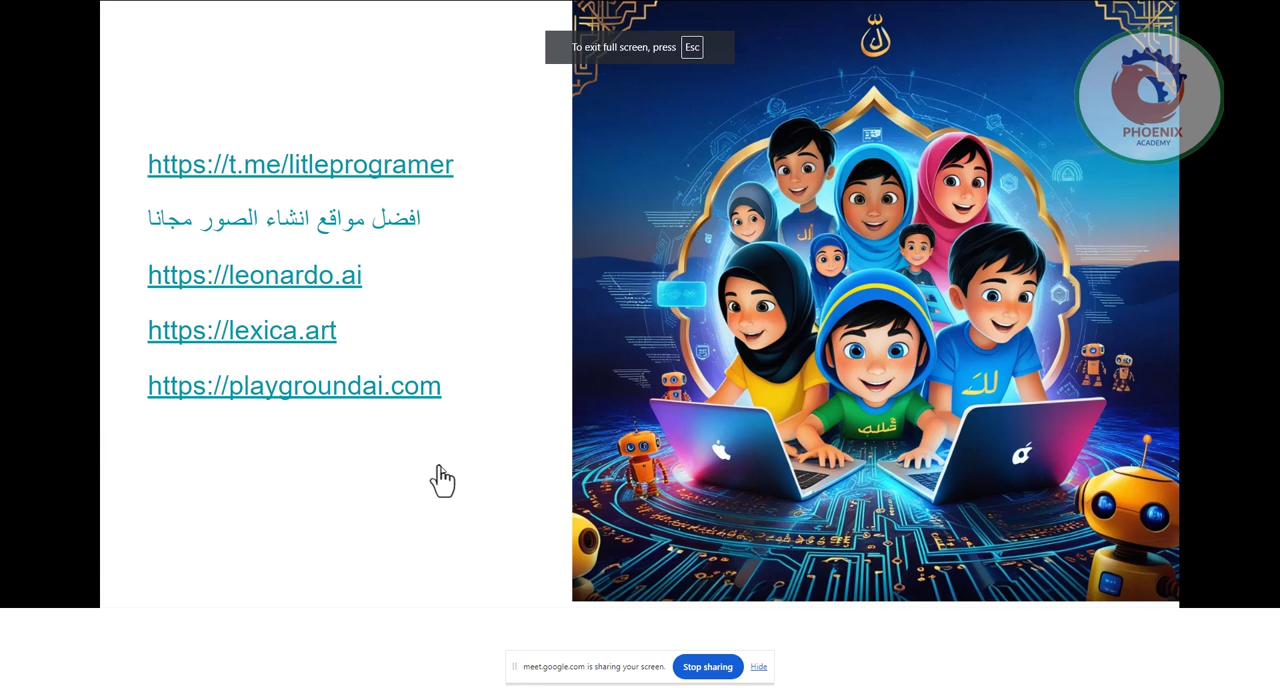 To exit full screen, press Esc
https://t.me/litleprogramer
افضل مواقع انشاء الصور مجانا
https://leonardo.ai
https://lexica.art
https://playgroundai.com
PHOENIX
ACADEMY
meet.google.com is sharing your screen.
Stop sharing
Hide